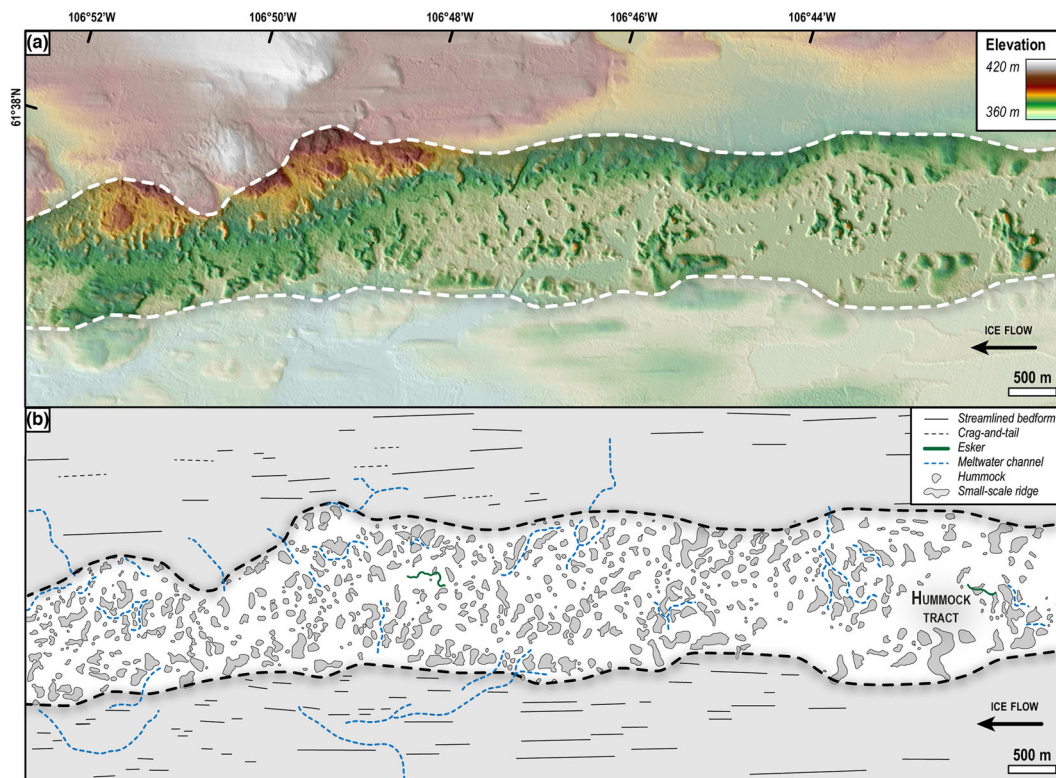 106°52'W 106°50'W 106°48'W 106°46'W 106°44'W
(a)
61°38'N
Elevation
420 m
360 m
ICE FLOW
500 m
(b)
Streamlined bedform
Crag-and-tail
Esker
Meltwater channel
Hummock
Small-scale ridge
HUMMOCK
TRACT
ICE FLOW
500 m